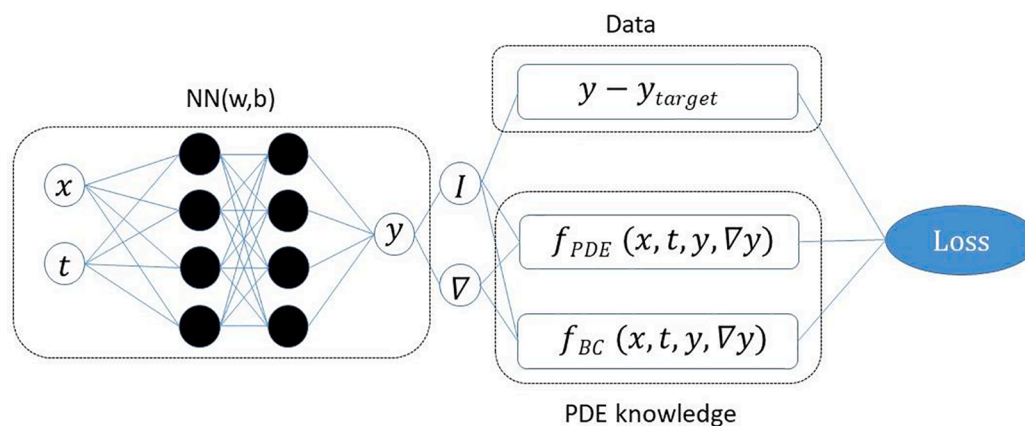 Data
NN(w,b)
y − y_target
x
t
y
I
∇
f_PDE (x, t, y, ∇y)
f_BC (x, t, y, ∇y)
Loss
PDE knowledge